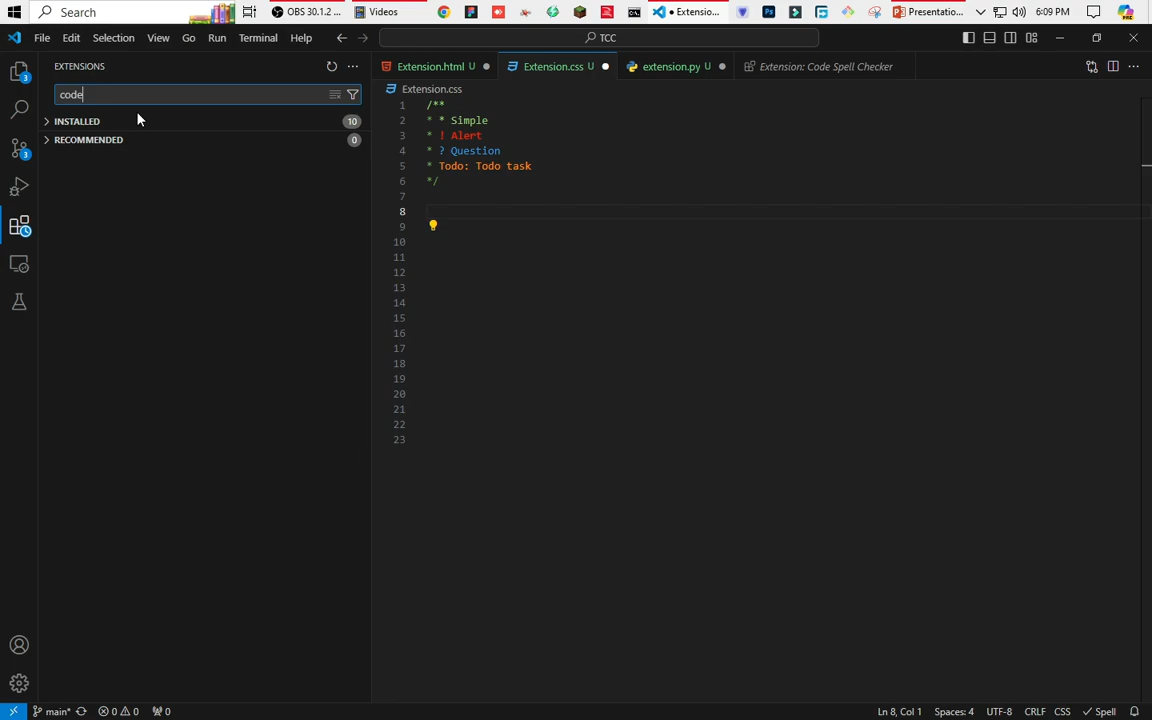 Search
OBS 30.1.2 ...
Videos
Extensio...
Presentatio...
6:09 PM
File Edit Selection View Go Run Terminal Help
TCC
EXTENSIONS
code
INSTALLED 10
RECOMMENDED 0
3
3
Extension.html U
Extension.css U
extension.py U
Extension: Code Spell Checker
Extension.css
1 /**
2 * * Simple
3 * ! Alert
4 * ? Question
5 * Todo: Todo task
6 */
7
8
9
10
11
12
13
14
15
16
17
18
19
20
21
22
23
main* 0 0 0
Ln 8, Col 1 Spaces: 4 UTF-8 CRLF CSS Spell